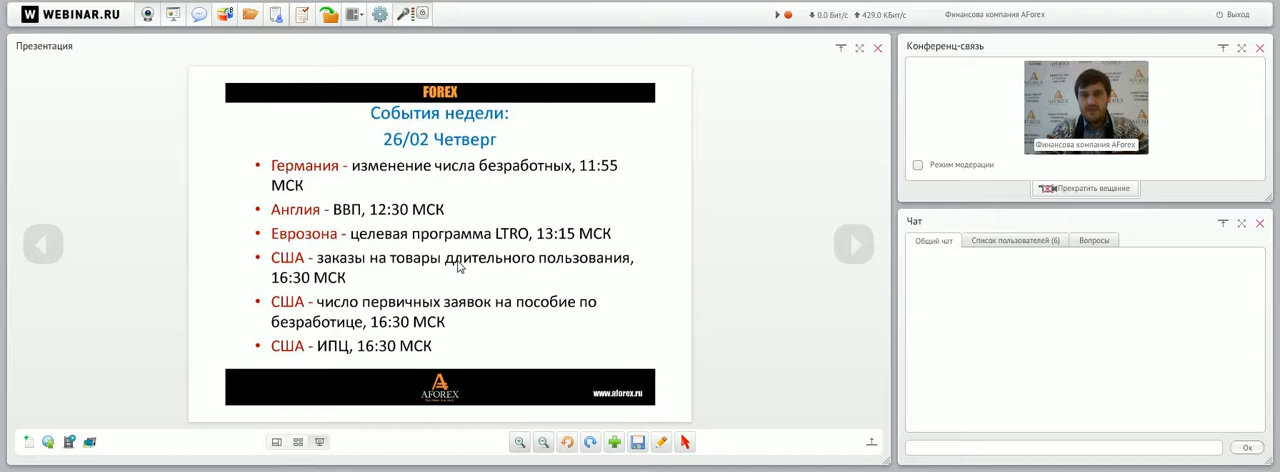 W WEBINAR.RU
0.0 Бит/с 429.0 КБит/с
Финансова компания AForex
Выход
Презентация
FOREX
События недели:
26/02 Четверг
• Германия - изменение числа безработных, 11:55
МСК
• Англия - ВВП, 12:30 МСК
• Еврозона - целевая программа LTRO, 13:15 МСК
• США - заказы на товары длительного пользования,
16:30 МСК
• США - число первичных заявок на пособие по
безработице, 16:30 МСК
• США - ИПЦ, 16:30 МСК
AFOREX
www.aforex.ru
Конференц-связь
AFOREX
Финансова компания AForex
Режим модерации
Прекратить вещание
Чат
Общий чат
Список пользователей (6)
Вопросы
Ок